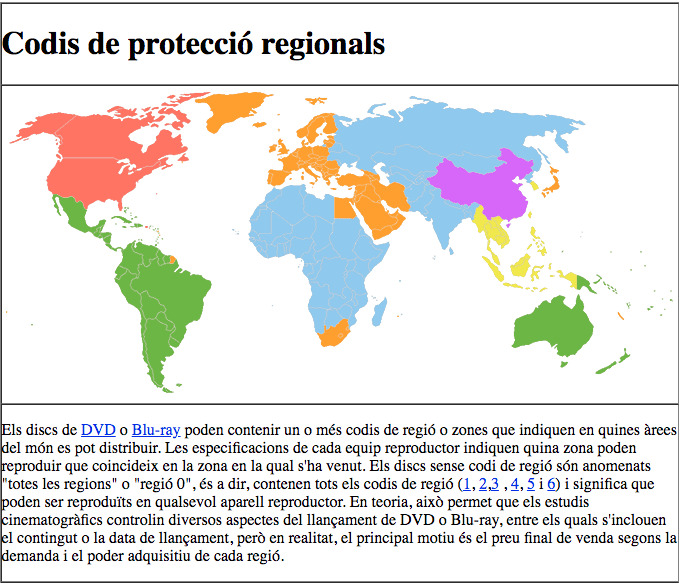 Codis de protecció regionals
Els discs de DVD o Blu-ray poden contenir un o més codis de regió o zones que indiquen en quines àrees
del món es pot distribuir. Les especificacions de cada equip reproductor indiquen quina zona poden
reproduir que coincideix en la zona en la qual s'ha venut. Els discs sense codi de regió són anomenats
"totes les regions" o "regió 0", és a dir, contenen tots els codis de regió (1, 2,3 , 4, 5 i 6) i significa que
poden ser reproduïts en qualsevol aparell reproductor. En teoria, això permet que els estudis
cinematogràfics controlin diversos aspectes del llançament de DVD o Blu-ray, entre els quals s'inclouen
el contingut o la data de llançament, però en realitat, el principal motiu és el preu final de venda segons la
demanda i el poder adquisitiu de cada regió.